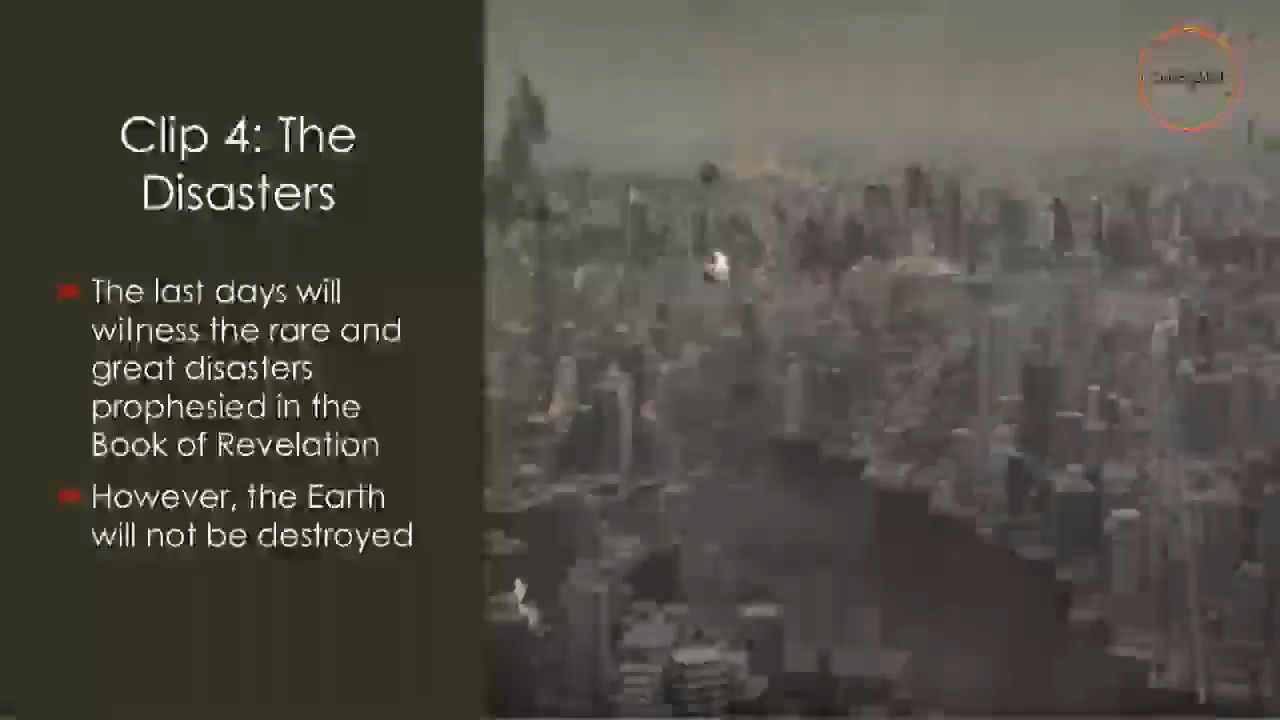 Clip 4: The
Disasters
The last days will
witness the rare and
great disasters
prophesied in the
Book of Revelation
However, the Earth
will not be destroyed